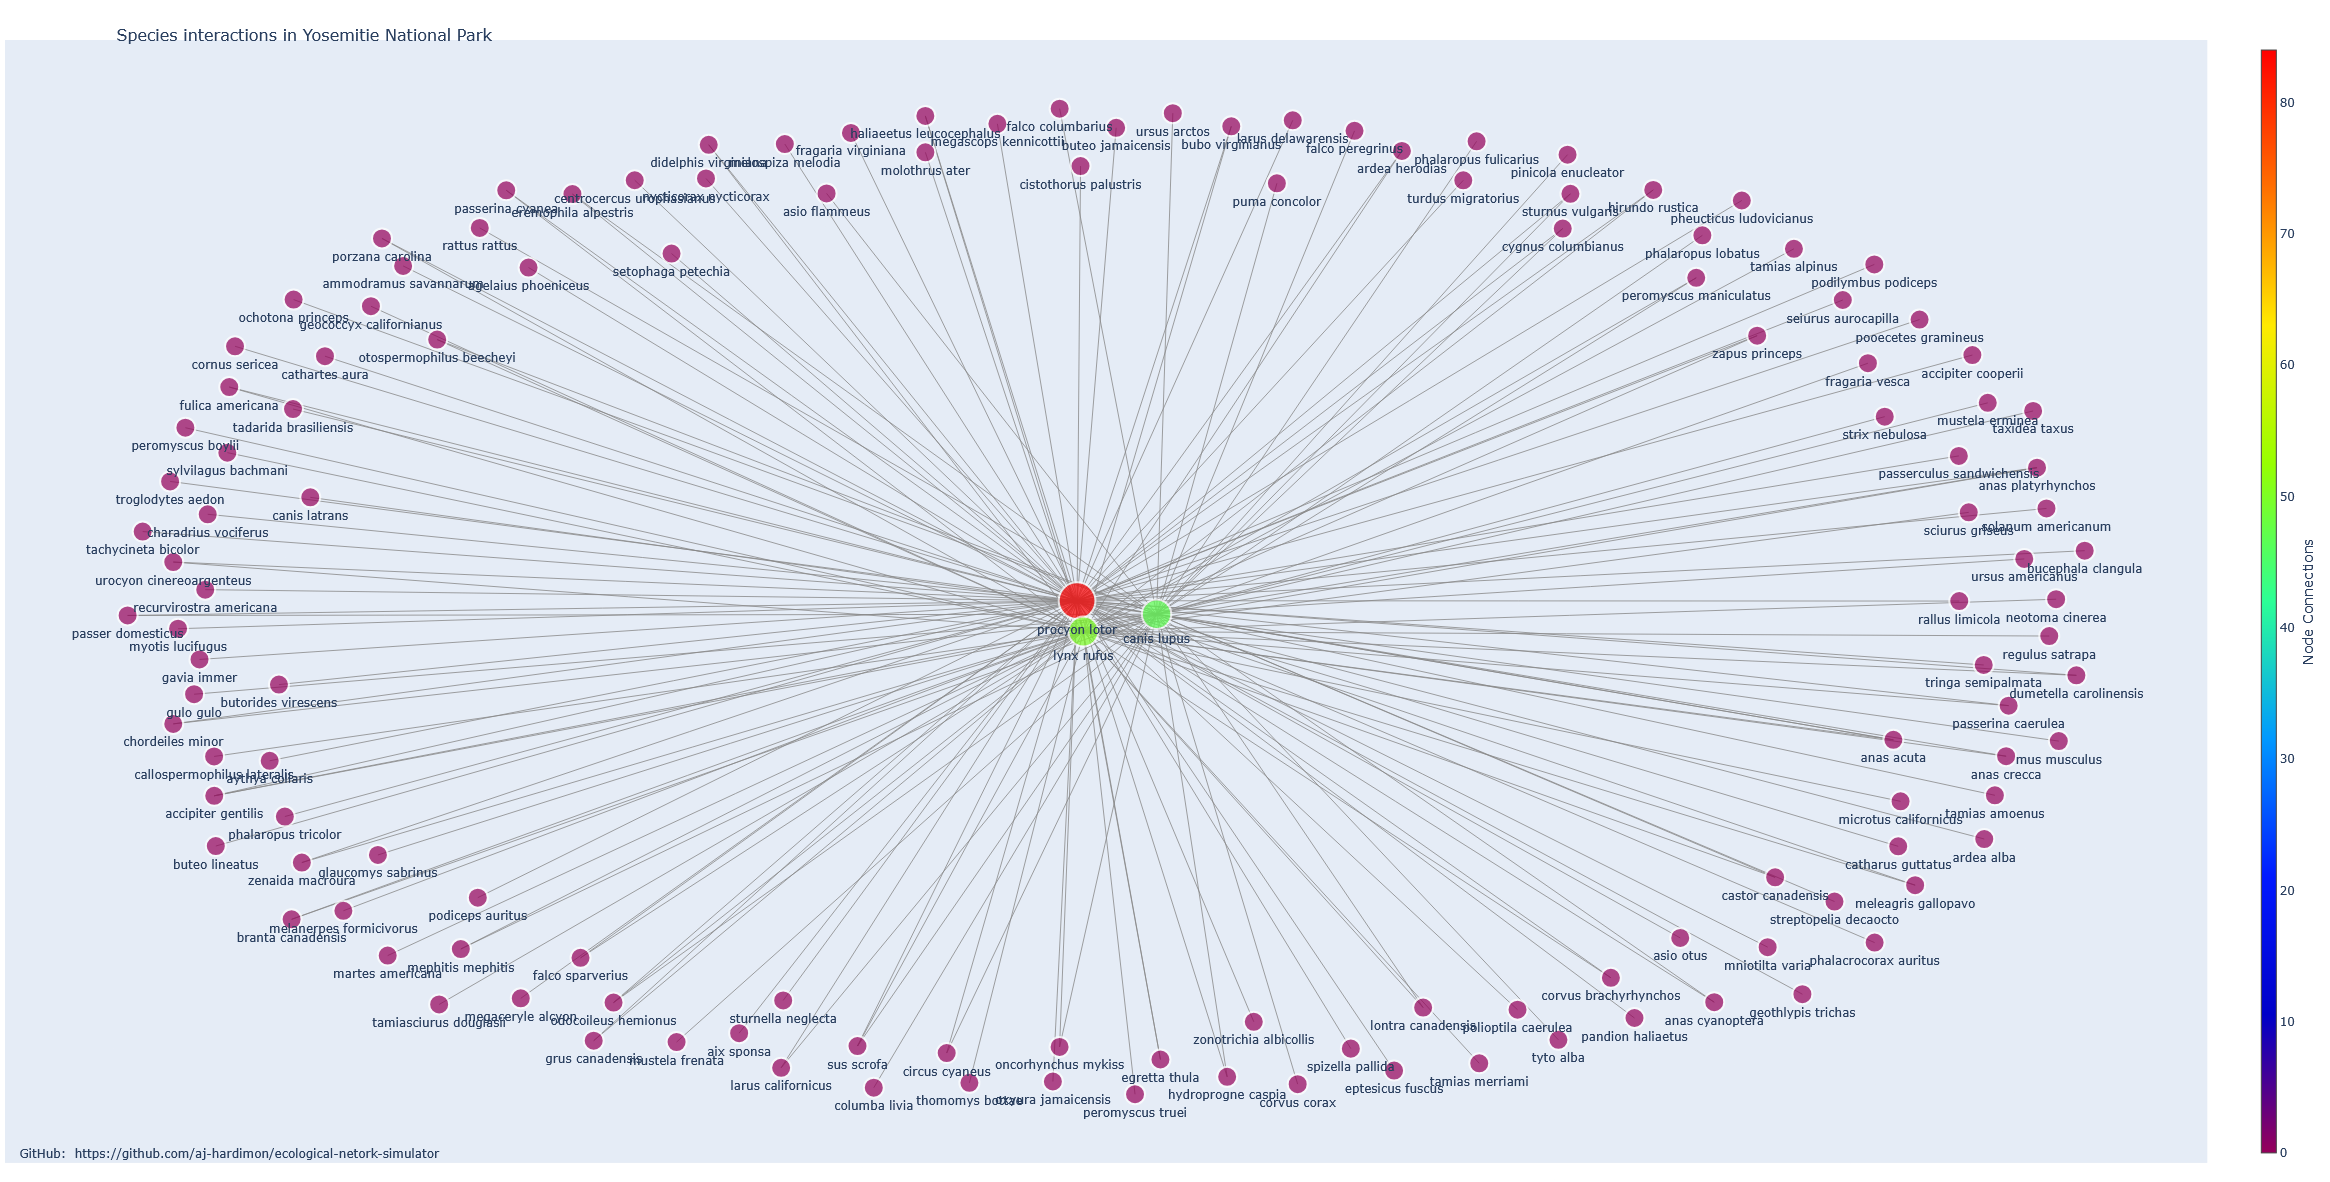 Species interactions in Yosemitie National Park
falco columbarius
ursus arctos
haliaeetus leucocephalus
larus delawarensis
megascops kennicottii
buteo jamaicensis
bubo virginianus
falco peregrinus
fragaria virginiana
phalaropus fulicarius
didelphis virginiana
melospiza melodia
molothrus ater
ardea herodias
pinicola enucleator
cistothorus palustris
centrocercus urophasianus
nycticorax nycticorax
turdus migratorius
puma concolor
passerina cyanea
eremophila alpestris
asio flammeus
sturnus vulgaris
hirundo rustica
pheucticus ludovicianus
rattus rattus
cygnus columbianus
phalaropus lobatus
porzana carolina
setophaga petechia
tamias alpinus
ammodramus savannarum
agelaius phoeniceus
podilymbus podiceps
peromyscus maniculatus
ochotona princeps
geococcyx californianus
seiurus aurocapilla
pooecetes gramineus
otospermophilus beecheyi
zapus princeps
cornus sericea
cathartes aura
accipiter cooperii
fragaria vesca
fulica americana
tadarida brasiliensis
mustela erminea
taxidea taxus
strix nebulosa
peromyscus boylii
sylvilagus bachmani
passerculus sandwichensis
anas platyrhynchos
troglodytes aedon
canis latrans
charadrius vociferus
solanum americanum
sciurus griseus
tachycineta bicolor
bucephala clangula
urocyon cinereoargenteus
ursus americanus
recurvirostra americana
rallus limicola
neotoma cinerea
passer domesticus
procyon lotor
canis lupus
myotis lucifugus
lynx rufus
regulus satrapa
gavia immer
tringa semipalmata
dumetella carolinensis
butorides virescens
gulo gulo
passerina caerulea
chordeiles minor
anas acuta
mus musculus
callospermophilus lateralis
aythya collaris
anas crecca
accipiter gentilis
tamias amoenus
microtus californicus
phalaropus tricolor
buteo lineatus
ardea alba
catharus guttatus
zenaida macroura
glaucomys sabrinus
castor canadensis
meleagris gallopavo
podiceps auritus
streptopelia decaocto
melanerpes formicivorus
branta canadensis
asio otus
mniotilta varia
phalacrocorax auritus
martes americana
mephitis mephitis
falco sparverius
corvus brachyrhynchos
geothlypis trichas
tamiasciurus douglasii
megaceryle alcyon
odocoileus hemionus
sturnella neglecta
lontra canadensis
polioptila caerulea
anas cyanoptera
pandion haliaetus
zonotrichia albicollis
grus canadensis
mustela frenata
aix sponsa
sus scrofa
circus cyaneus
oncorhynchus mykiss
egretta thula
spizella pallida
tyto alba
larus californicus
hydroprogne caspia
eptesicus fuscus
tamias merriami
columba livia
thomomys bottae
oxyura jamaicensis
corvus corax
peromyscus truei
GitHub: https://github.com/aj-hardimon/ecological-netork-simulator
80
70
60
50
40
30
20
10
0
Node Connections